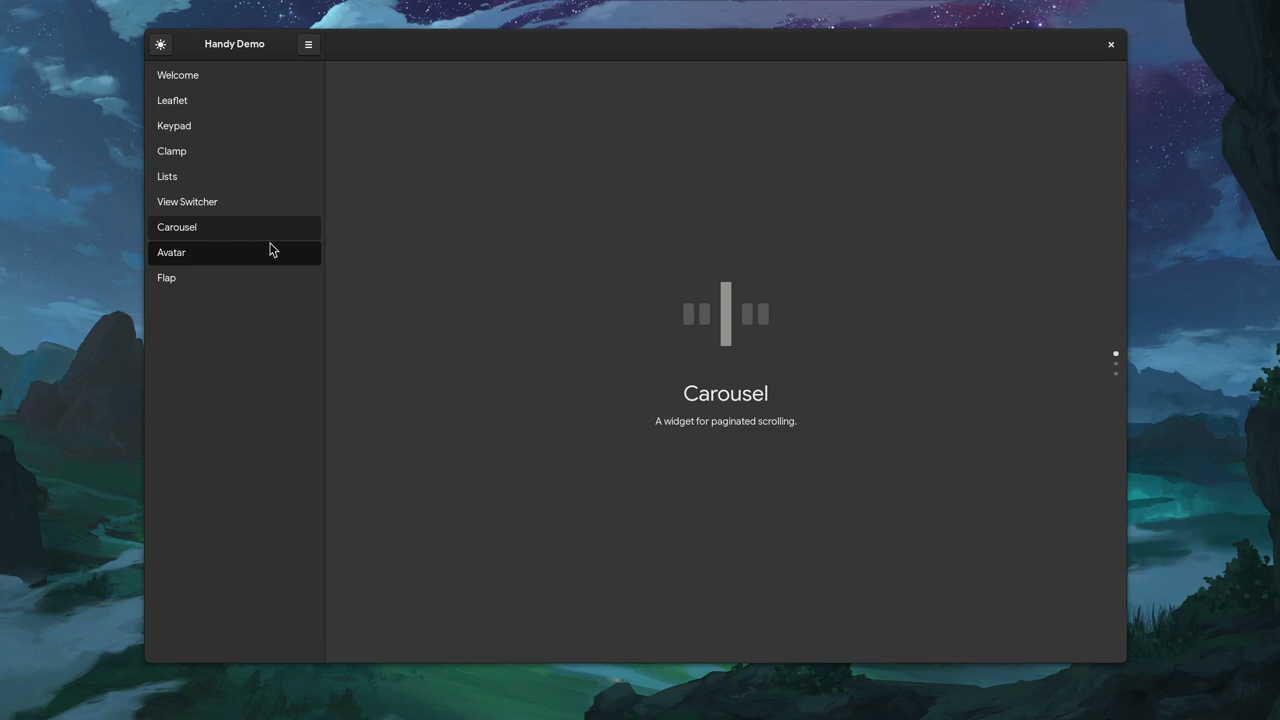 Handy Demo
Welcome
Leaflet
Keypad
Clamp
Lists
View Switcher
Carousel
Avatar
Flap
Carousel
A widget for paginated scrolling.